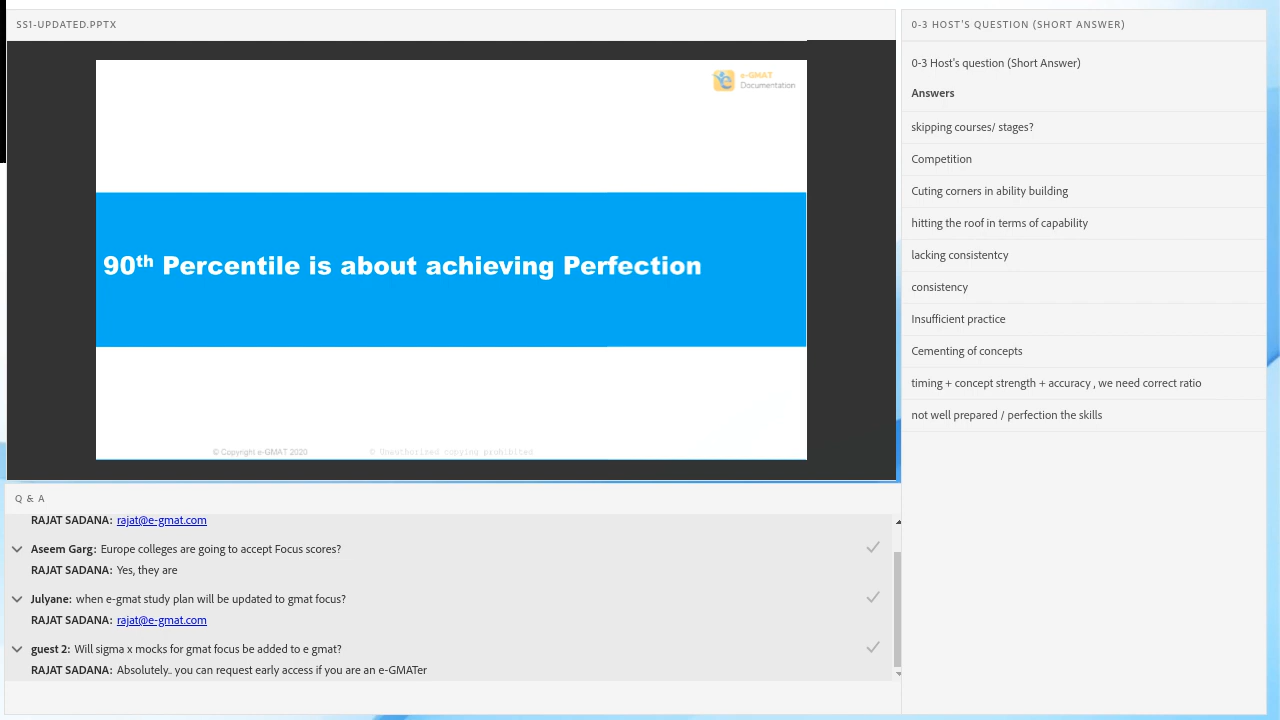 SS1-UPDATED.PPTX
e-GMAT
Documentation
90th Percentile is about achieving Perfection
© Copyright e-GMAT 2020
© Unauthorized copying prohibited
Q & A
RAJAT SADANA: rajat@e-gmat.com
Aseem Garg: Europe colleges are going to accept Focus scores?
RAJAT SADANA: Yes, they are
Julyane: when e-gmat study plan will be updated to gmat focus?
RAJAT SADANA: rajat@e-gmat.com
guest 2: Will sigma x mocks for gmat focus be added to e gmat?
RAJAT SADANA: Absolutely.. you can request early access if you are an e-GMATer
0-3 HOST'S QUESTION (SHORT ANSWER)
0-3 Host's question (Short Answer)
Answers
skipping courses/ stages?
Competition
Cuting corners in ability building
hitting the roof in terms of capability
lacking consistentcy
consistency
Insufficient practice
Cementing of concepts
timing + concept strength + accuracy , we need correct ratio
not well prepared / perfection the skills